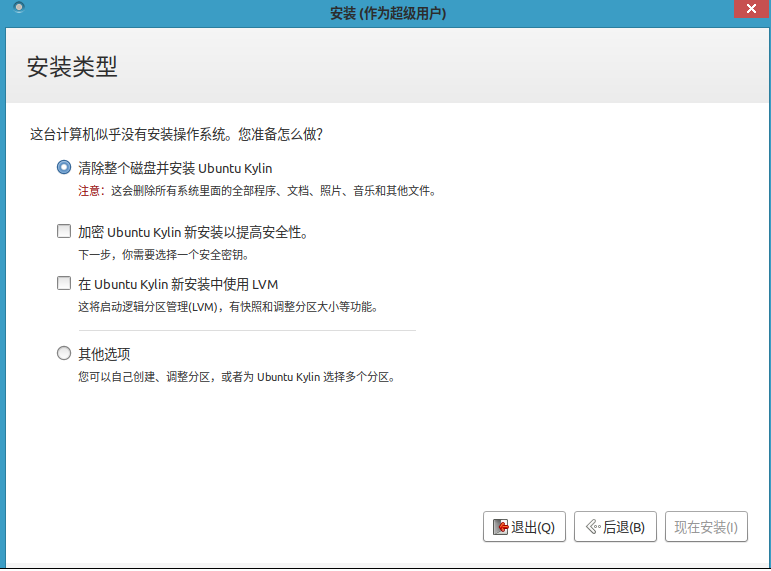 安装 (作为超级用户)
安装类型
这台计算机似乎没有安装操作系统。您准备怎么做?
清除整个磁盘并安装 Ubuntu Kylin
注意：这会删除所有系统里面的全部程序、文档、照片、音乐和其他文件。
加密 Ubuntu Kylin 新安装以提高安全性。
下一步，你需要选择一个安全密钥。
在 Ubuntu Kylin 新安装中使用 LVM
这将启动逻辑分区管理(LVM)，有快照和调整分区大小等功能。
其他选项
您可以自己创建、调整分区，或者为 Ubuntu Kylin 选择多个分区。
退出(Q)
后退(B)
现在安装(I)